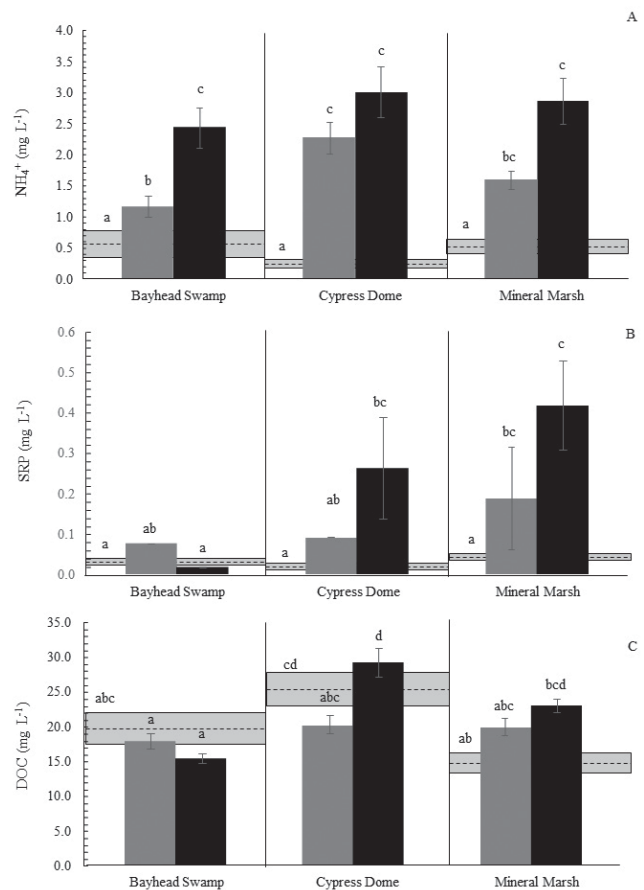 A
NH₄⁺ (mg L⁻¹)
4.0
3.5
3.0
2.5
2.0
1.5
1.0
0.5
0.0
a b c
a c c
a bc c
Bayhead Swamp Cypress Dome Mineral Marsh
B
SRP (mg L⁻¹)
0.6
0.5
0.4
0.3
0.2
0.1
0.0
a ab a
a ab bc
a bc c
Bayhead Swamp Cypress Dome Mineral Marsh
C
DOC (mg L⁻¹)
35.0
30.0
25.0
20.0
15.0
10.0
5.0
0.0
abc a a
cd abc d
ab abc bcd
Bayhead Swamp Cypress Dome Mineral Marsh